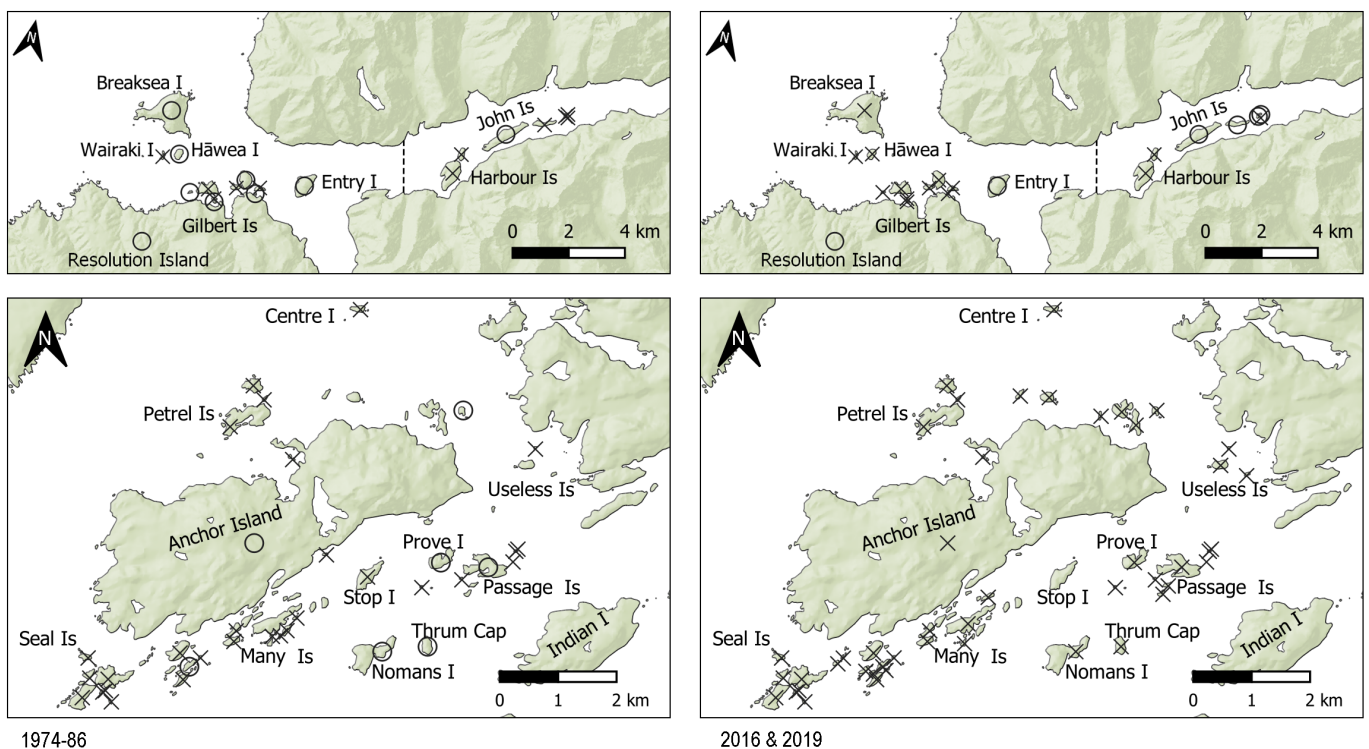 N
Breaksea I
John Is
Wairaki I
Hāwea I
Entry I
Harbour Is
Gilbert Is
0 2 4 km
Resolution Island
N
Breaksea I
John Is
Wairaki I
Hāwea I
Entry I
Harbour Is
Gilbert Is
0 2 4 km
Resolution Island
Centre I
N
Petrel Is
Useless Is
Anchor Island
Prove I
Passage Is
Stop I
Thrum Cap
Indian I
Seal Is
Many Is
Nomans I
0 1 2 km
Centre I
N
Petrel Is
Useless Is
Anchor Island
Prove I
Passage Is
Stop I
Thrum Cap
Indian I
Seal Is
Many Is
Nomans I
0 1 2 km
1974-86
2016 & 2019